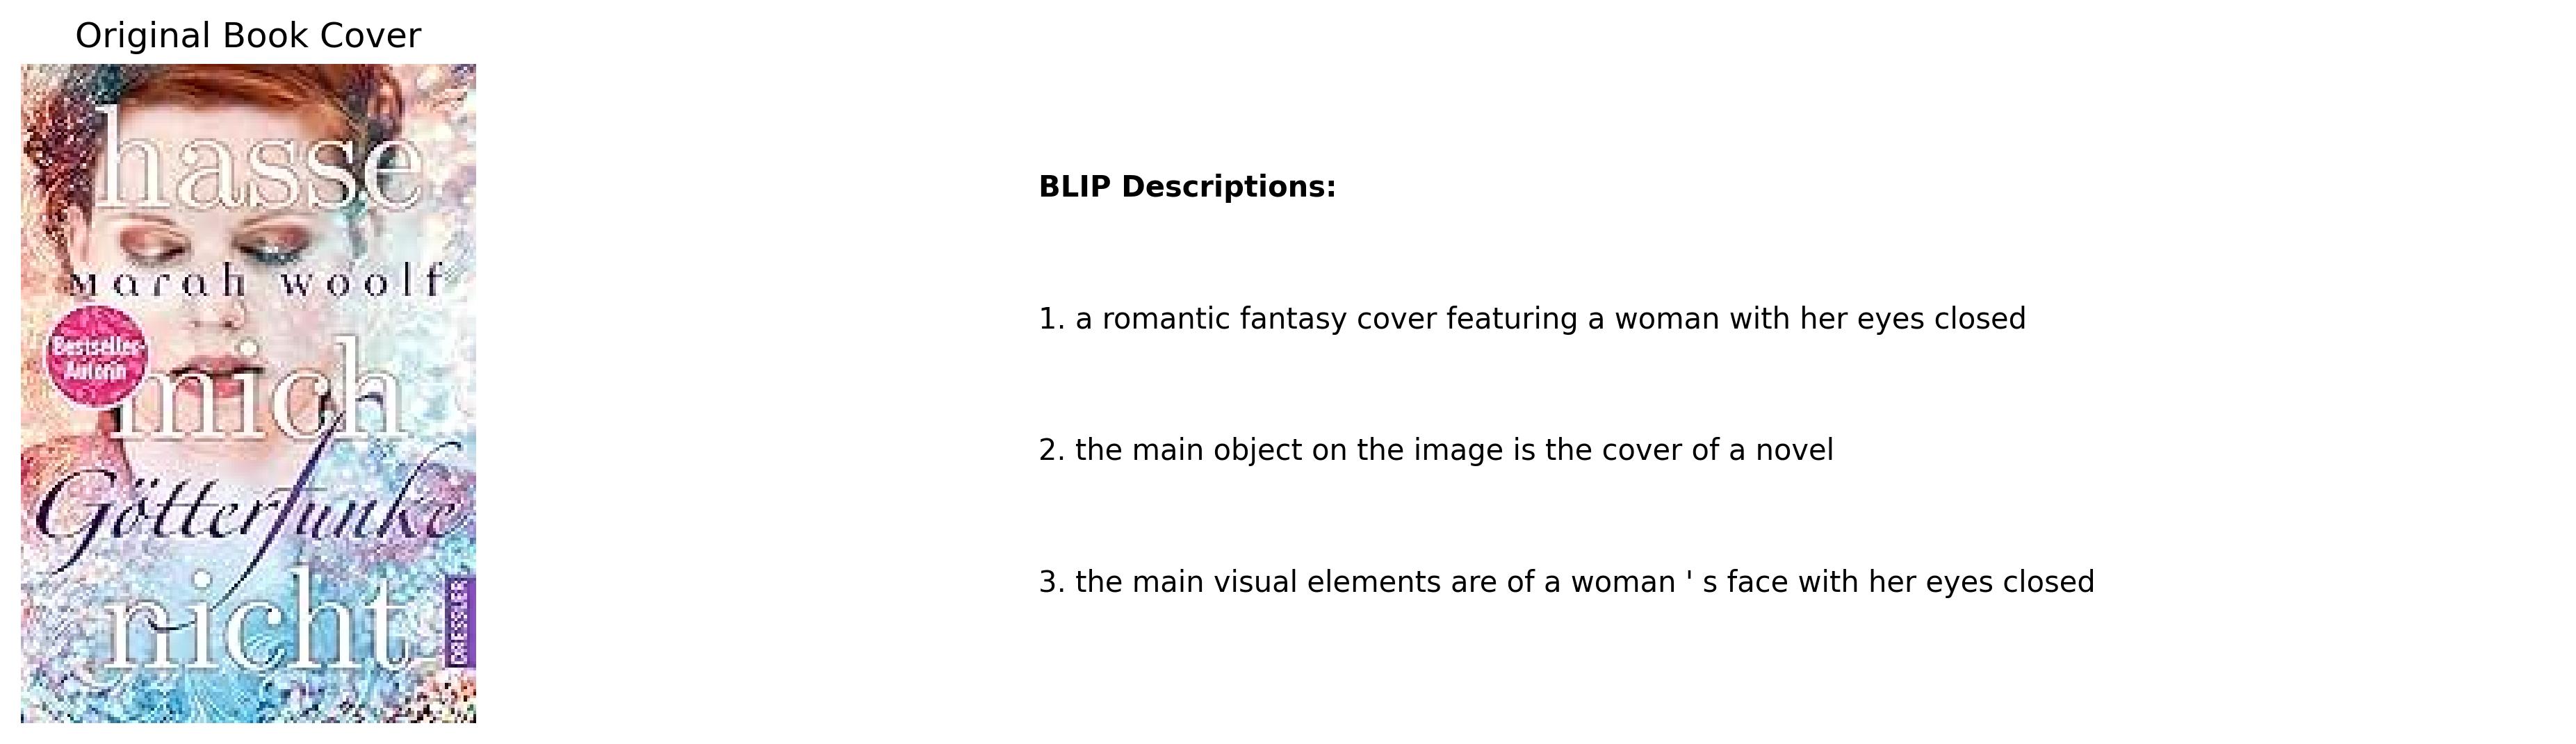 Original Book Cover
hasse
marah woolf
Bestseller-
Autorin
mich
Götterfunke
nicht
DRESSLER
BLIP Descriptions:
1. a romantic fantasy cover featuring a woman with her eyes closed
2. the main object on the image is the cover of a novel
3. the main visual elements are of a woman ' s face with her eyes closed